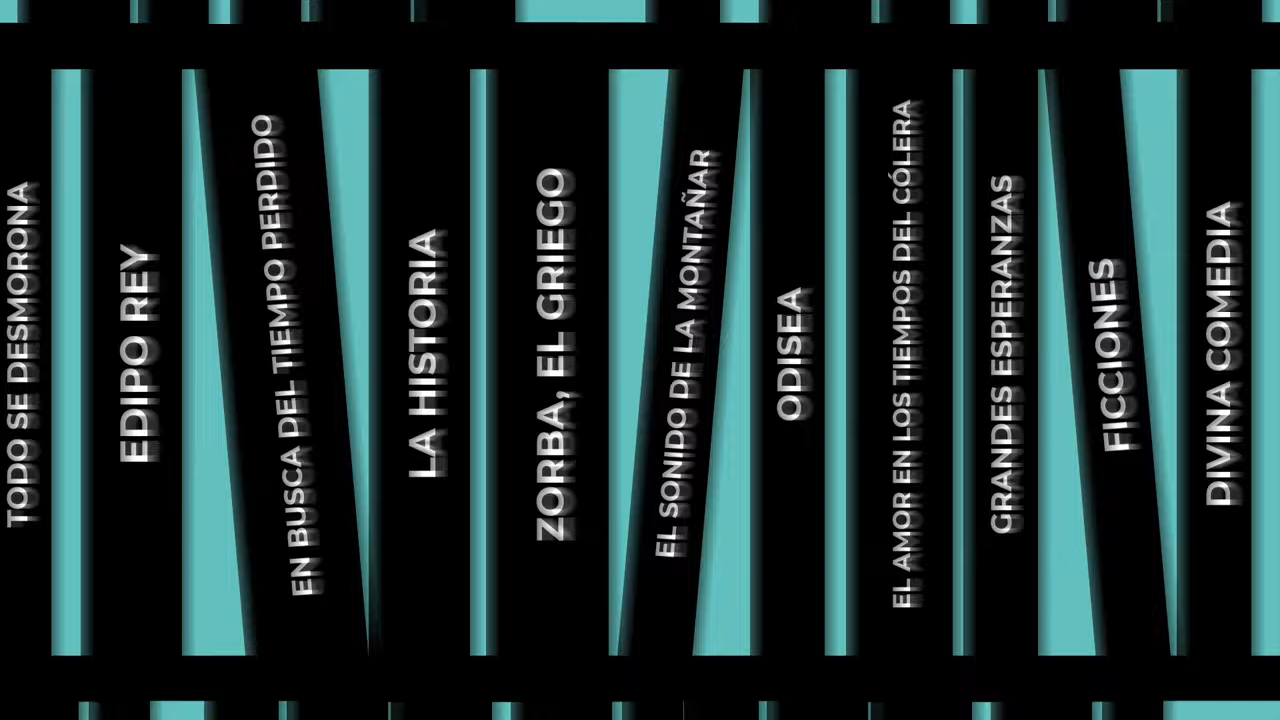 TODO SE DESMORONA
EDIPO REY
EN BUSCA DEL TIEMPO PERDIDO
LA HISTORIA
ZORBA, EL GRIEGO
EL SONIDO DE LA MONTAÑAR
ODISEA
EL AMOR EN LOS TIEMPOS DEL CÓLERA
GRANDES ESPERANZAS
FICCIONES
DIVINA COMEDIA